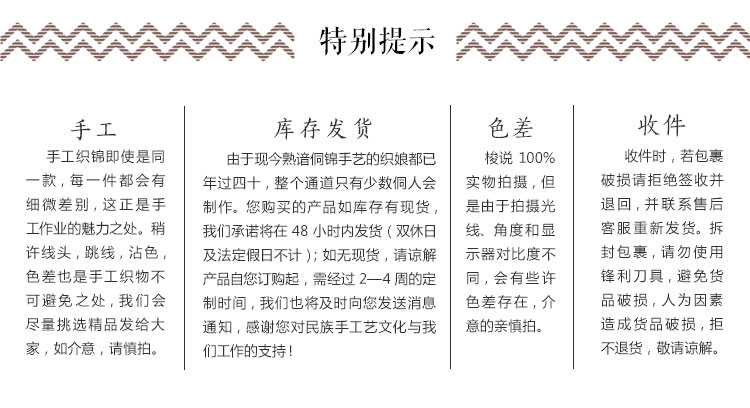 特别提示
手工
手工织锦即使是同
一款，每一件都会有
细微差别，这正是手
工作业的魅力之处。稍
许线头，跳线，沾色，
色差也是手工织物不
可避免之处，我们会
尽量挑选精品发给大
家，如介意，请慎拍。
库存发货
由于现今熟谙侗锦手艺的织娘都已
年过四十，整个通道只有少数侗人会
制作。您购买的产品如库存有现货，
我们承诺将在 48 小时内发货（双休日
及法定假日不计）；如无现货，请谅解
产品自您订购起，需经过 2—4 周的定
制时间，我们也将及时向您发送消息
通知，感谢您对民族手工艺文化与我
们工作的支持！
色差
梭说 100%
实物拍摄，但
是由于拍摄光
线、角度和显
示器对比度不
同，会有些许
色差存在，介
意的亲慎拍。
收件
收件时，若包裹
破损请拒绝签收并
退回，并联系售后
客服重新发货。拆
封包裹，请勿使用
锋利刀具，避免货
品破损，人为因素
造成货品破损，拒
不退货，敬请谅解。